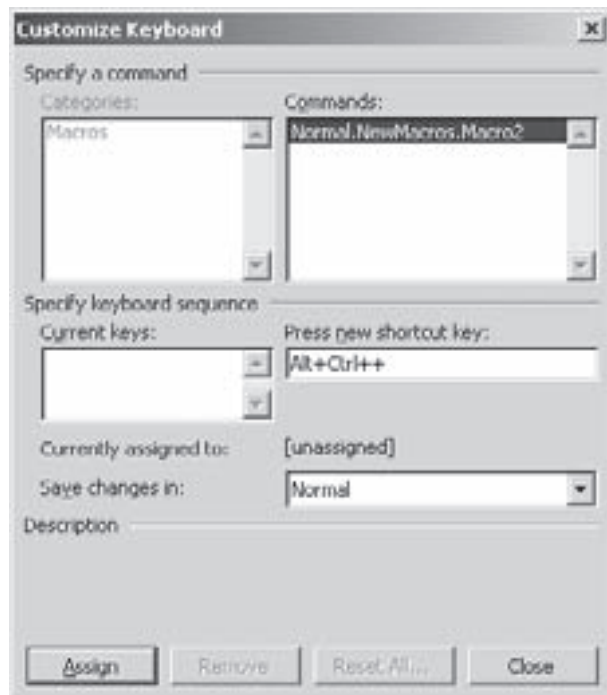 Customize Keyboard
Specify a command
Categories:
Commands:
Macros
Normal.NewMacros.Macro2
Specify keyboard sequence
Current keys:
Press new shortcut key:
Alt+Ctrl++
Currently assigned to:
[unassigned]
Save changes in:
Normal
Description
Assign
Remove
Reset All...
Close